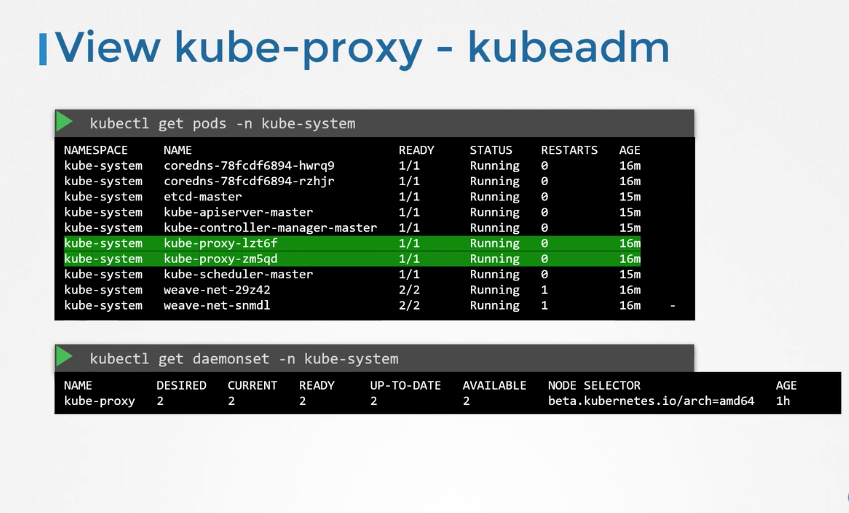 View kube-proxy - kubeadm
kubectl get pods -n kube-system
NAMESPACE NAME READY STATUS RESTARTS AGE
kube-system coredns-78fcdf6894-hwrq9 1/1 Running 0 16m
kube-system coredns-78fcdf6894-rzhjr 1/1 Running 0 16m
kube-system etcd-master 1/1 Running 0 15m
kube-system kube-apiserver-master 1/1 Running 0 15m
kube-system kube-controller-manager-master 1/1 Running 0 15m
kube-system kube-proxy-lzt6f 1/1 Running 0 16m
kube-system kube-proxy-zm5qd 1/1 Running 0 16m
kube-system kube-scheduler-master 1/1 Running 0 15m
kube-system weave-net-29z42 2/2 Running 1 16m
kube-system weave-net-snmdl 2/2 Running 1 16m -
kubectl get daemonset -n kube-system
NAME DESIRED CURRENT READY UP-TO-DATE AVAILABLE NODE SELECTOR AGE
kube-proxy 2 2 2 2 2 beta.kubernetes.io/arch=amd64 1h